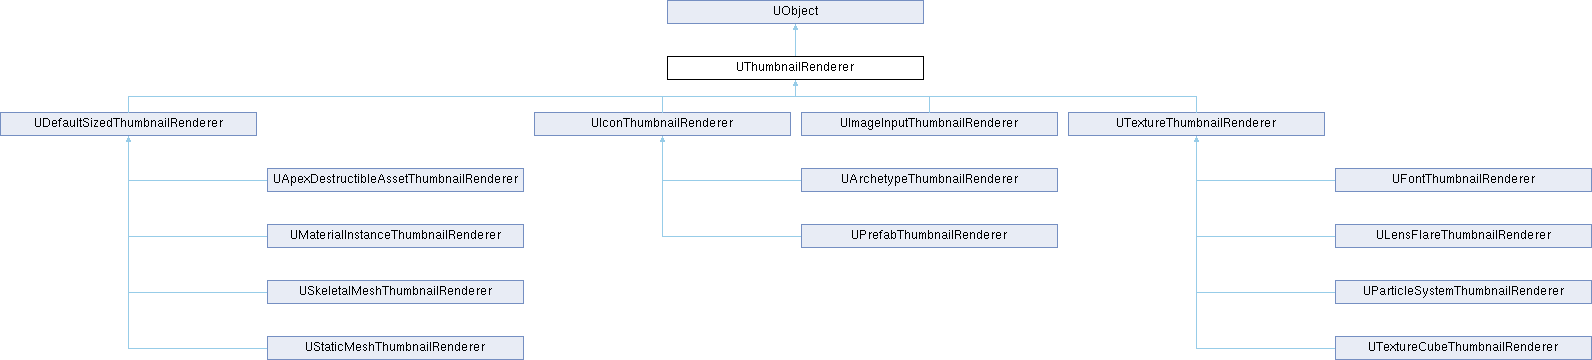 UObject
UThumbnailRenderer
UDefaultSizedThumbnailRenderer
UIconThumbnailRenderer
UImageInputThumbnailRenderer
UTextureThumbnailRenderer
UApexDestructibleAssetThumbnailRenderer
UArchetypeThumbnailRenderer
UFontThumbnailRenderer
UMaterialInstanceThumbnailRenderer
UPrefabThumbnailRenderer
ULensFlareThumbnailRenderer
USkeletalMeshThumbnailRenderer
UParticleSystemThumbnailRenderer
UStaticMeshThumbnailRenderer
UTextureCubeThumbnailRenderer